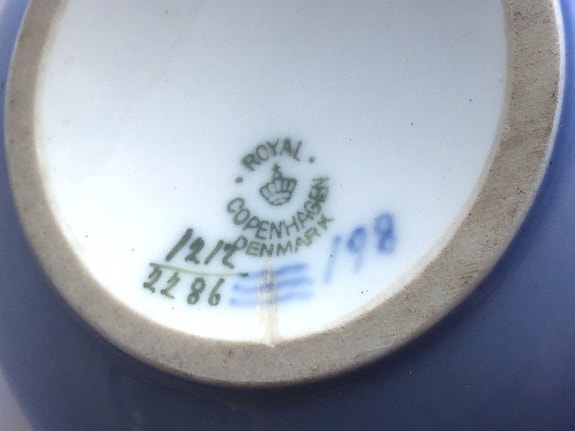 ROYAL
COPENHAGEN
DENMARK
1212
2286
198